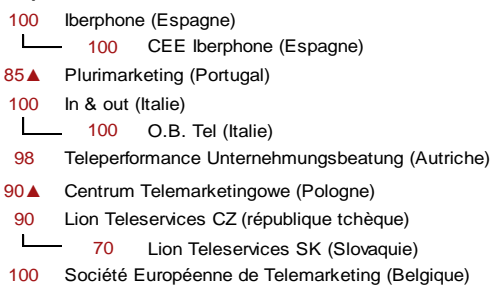 100 Iberphone (Espagne)
100 CEE Iberphone (Espagne)
85▲ Plurimarketing (Portugal)
100 In & out (Italie)
100 O.B. Tel (Italie)
98 Teleperformance Unternehmungsbeatung (Autriche)
90▲ Centrum Telemarketingowe (Pologne)
90 Lion Teleservices CZ (république tchèque)
70 Lion Teleservices SK (Slovaquie)
100 Société Européenne de Telemarketing (Belgique)